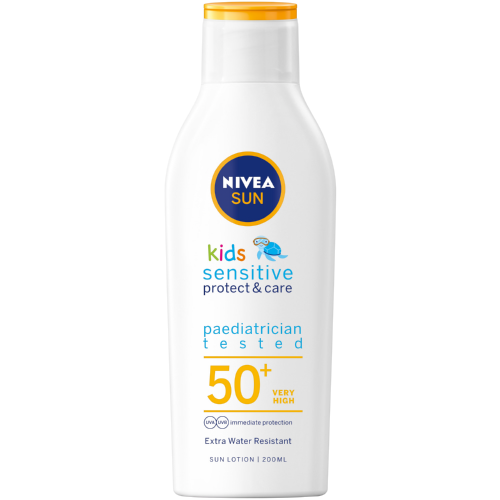 NIVEA
SUN
kids
sensitive
protect & care
paediatrician
tested
50+
VERY
HIGH
UVA UVB immediate protection
Extra Water Resistant
SUN LOTION | 200ML